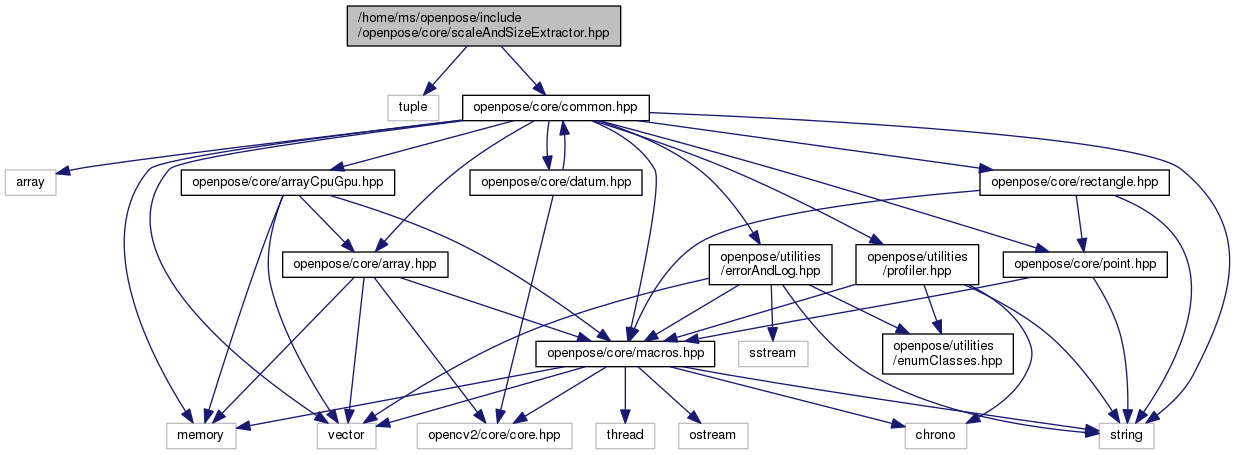 /home/ms/openpose/include
/openpose/core/scaleAndSizeExtractor.hpp
tuple
openpose/core/common.hpp
array
openpose/core/arrayCpuGpu.hpp
openpose/core/datum.hpp
openpose/core/rectangle.hpp
openpose/core/array.hpp
openpose/utilities
/errorAndLog.hpp
openpose/utilities
/profiler.hpp
openpose/core/point.hpp
openpose/core/macros.hpp
sstream
openpose/utilities
/enumClasses.hpp
memory
vector
opencv2/core/core.hpp
thread
ostream
chrono
string